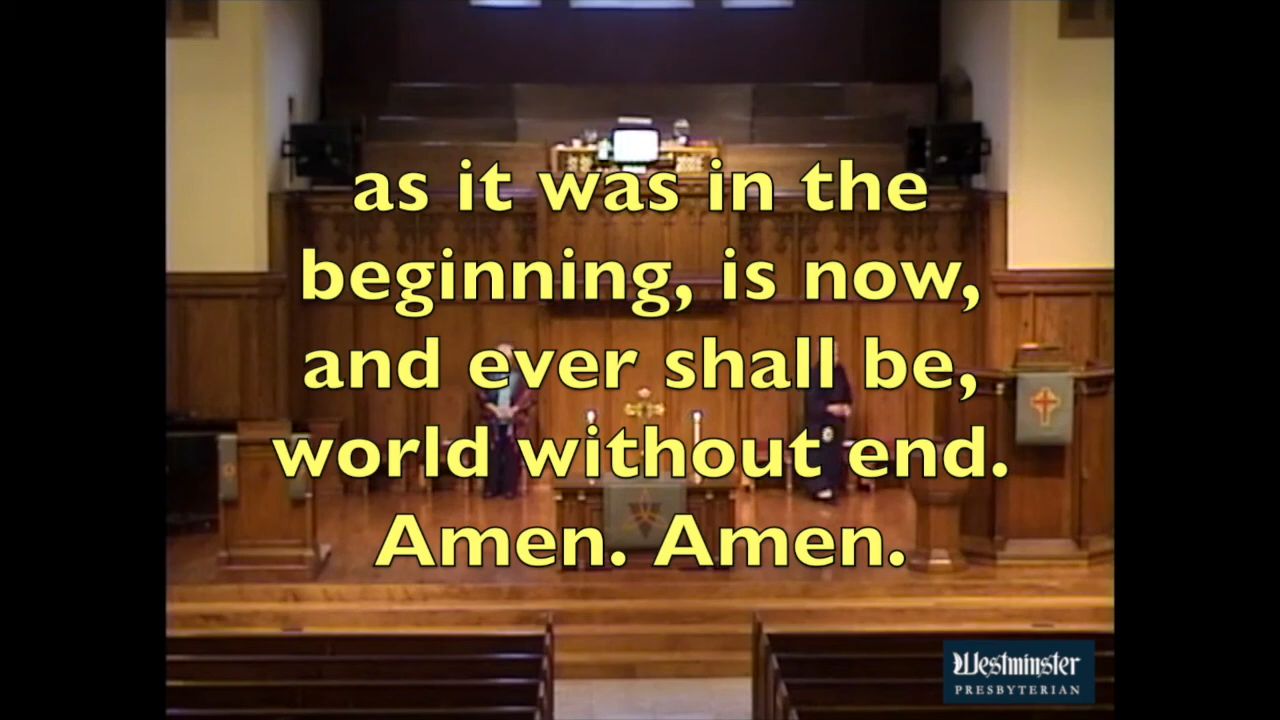 as it was in the
beginning, is now,
and ever shall be,
world without end.
Amen. Amen.
Westminster
PRESBYTERIAN